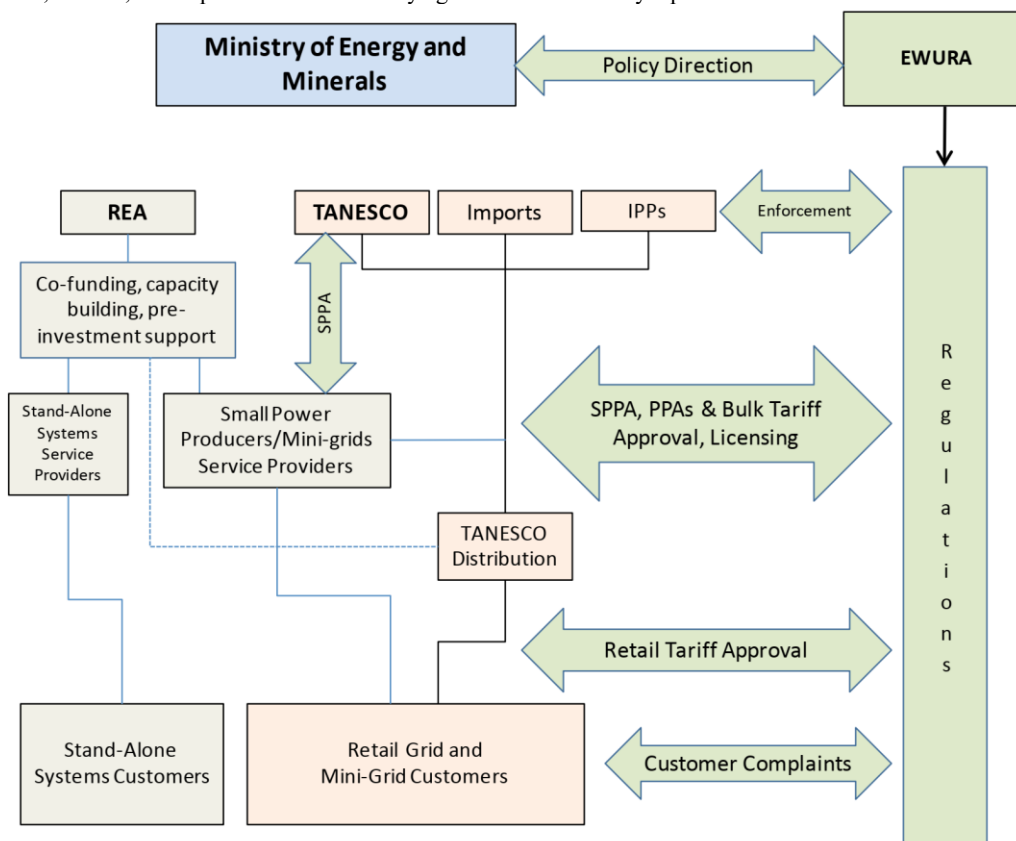 Ministry of Energy and
Minerals
Policy Direction
EWURA
REA
TANESCO
Imports
IPPs
Enforcement
Co-funding, capacity
building, pre-
investment support
SPPA
Stand-Alone
Systems
Service
Providers
Small Power
Producers/Mini-grids
Service Providers
SPPA, PPAs & Bulk Tariff
Approval, Licensing
Regulations
TANESCO
Distribution
Retail Tariff Approval
Stand-Alone
Systems Customers
Retail Grid and
Mini-Grid Customers
Customer Complaints